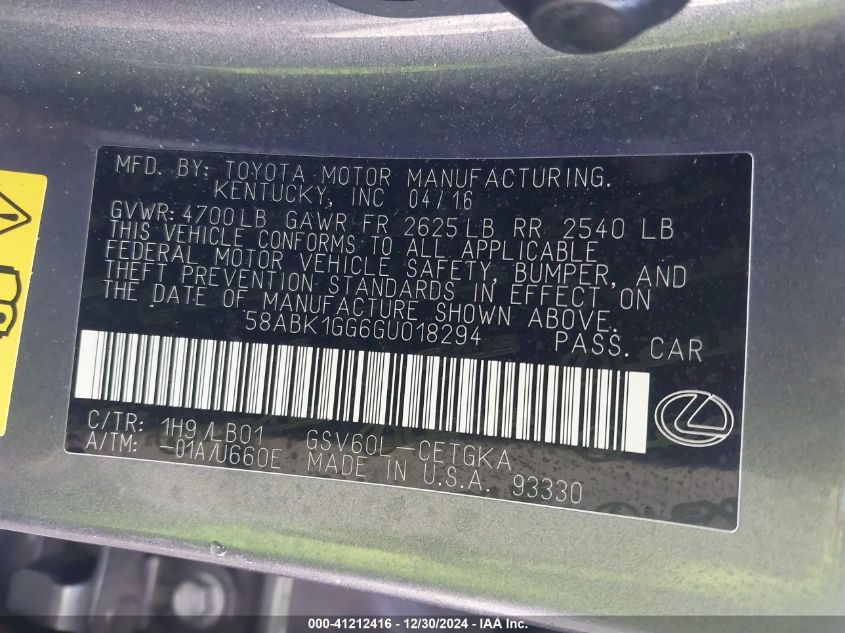 MFD. BY: TOYOTA MOTOR MANUFACTURING.
KENTUCKY, INC 04/16
GVWR: 4700LB GAWR FR 2625LB RR 2540 LB
THIS VEHICLE CONFORMS TO ALL APPLICABLE
FEDERAL MOTOR VEHICLE SAFETY, BUMPER, AND
THEFT PREVENTION STANDARDS IN EFFECT ON
THE DATE OF MANUFACTURE SHOWN ABOVE.
58ABK1GG6GU018294 PASS. CAR
C/TR: 1H9/LB01 GSV60L-CETGKA
A/TM: -01A/U660E MADE IN U.S.A. 93330
000-41212416 - 12/30/2024 - IAA Inc.